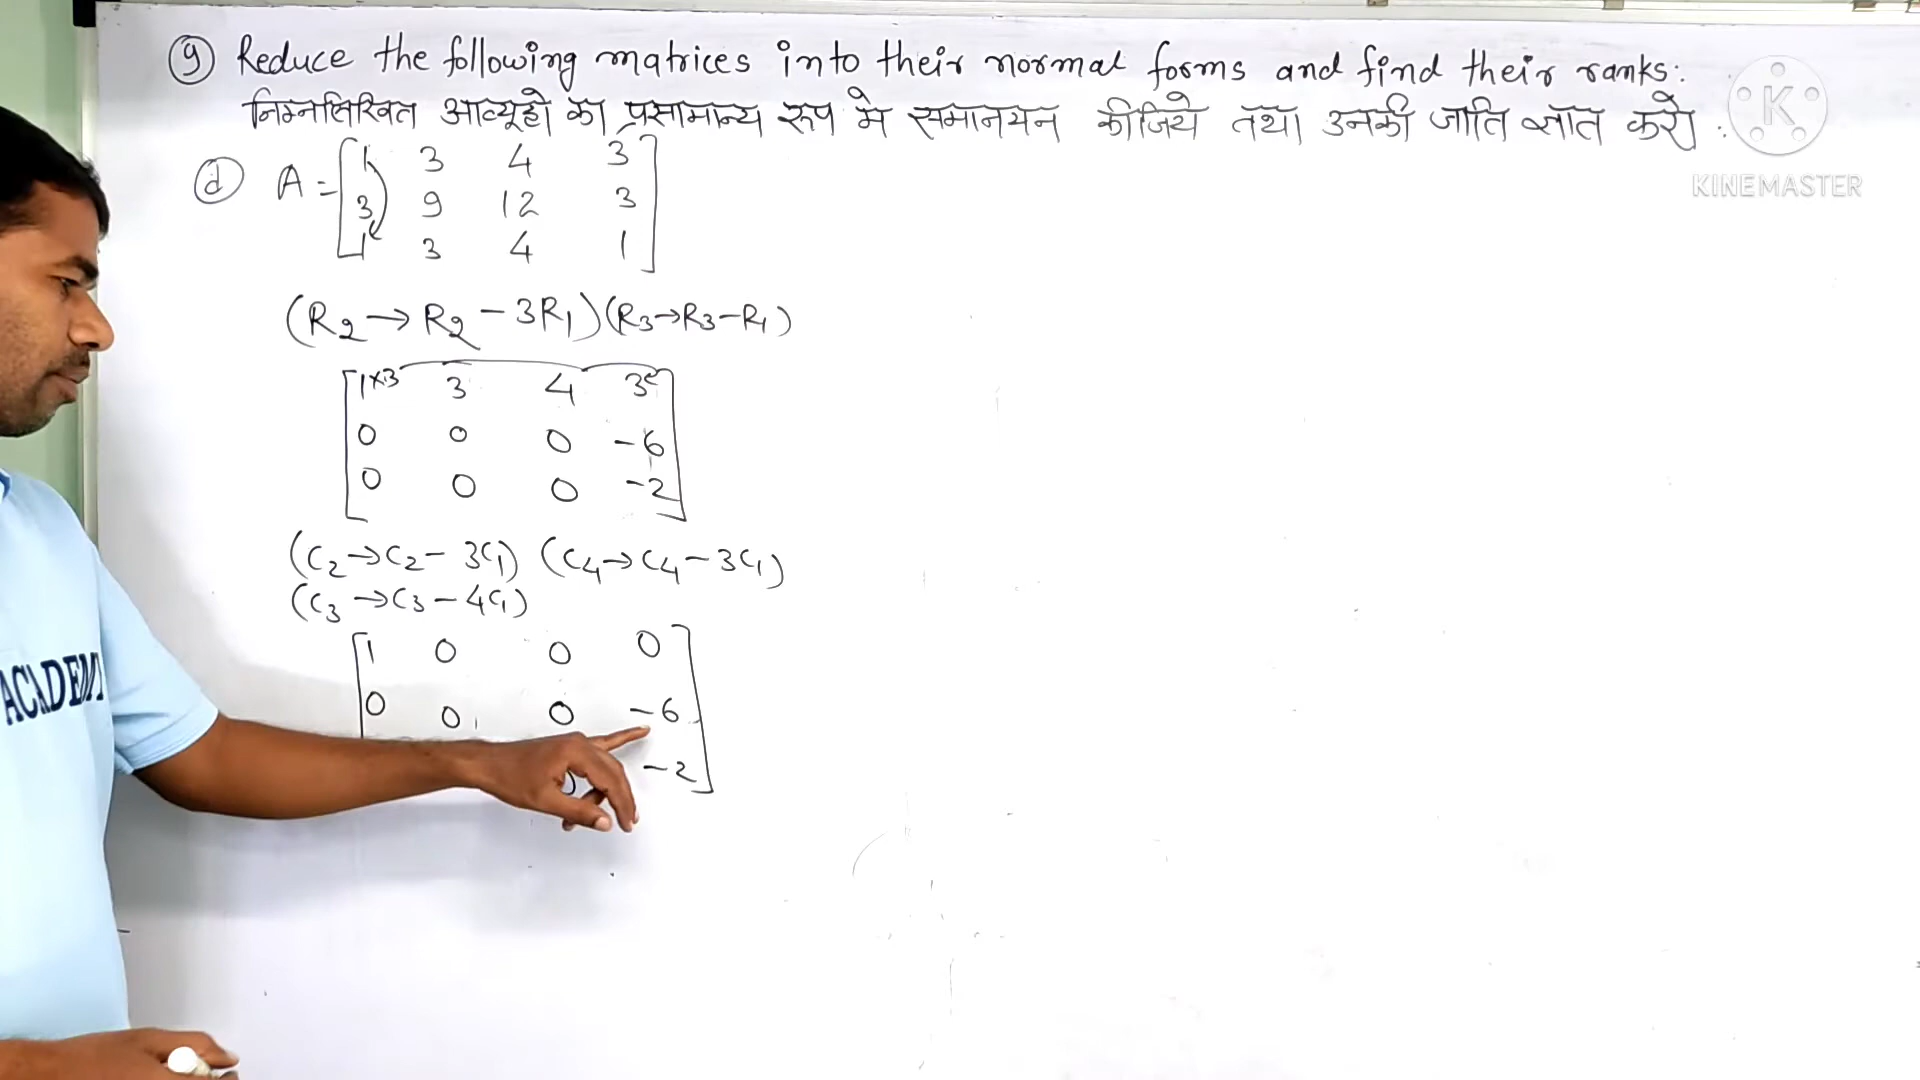 9 Reduce the following matrices into their normal forms and find their ranks:
निम्नलिखित आव्यूहो का प्रसामान्य रूप मे समानयन कीजिये तथा उनकी जाति ज्ञात करो :
K
KINEMASTER
d A = [1 3 4 3
3 9 12 3
1 3 4 1]
(R2 → R2 - 3R1) (R3→R3-R1)
[1×3 3 4 3
0 0 0 -6
0 0 0 -2]
(C2→C2 - 3C1) (C4→C4-3C1)
(C3→C3-4C1)
[1 0 0 0
0 0 0 -6
-2]
ACADEMY